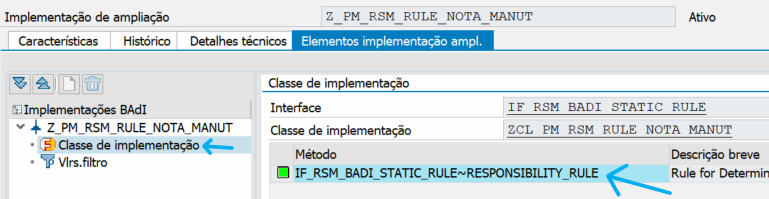 Implementação de ampliação Z_PM_RSM_RULE_NOTA_MANUT Ativo
Características Histórico Detalhes técnicos Elementos implementação ampl.
Classe de implementação
Implementações BAdI
Interface IF_RSM_BADI_STATIC_RULE
Z_PM_RSM_RULE_NOTA_MANUT
Classe de implementação ZCL_PM_RSM_RULE_NOTA_MANUT
Classe de implementação
Método Descrição breve
Vlrs.filtro
IF_RSM_BADI_STATIC_RULE~RESPONSIBILITY_RULE Rule for Determin